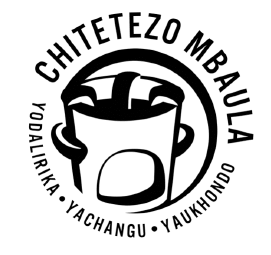 CHITETEZO MBAULA
YODALIRIKA • YACHANGU • YAUKHONDO